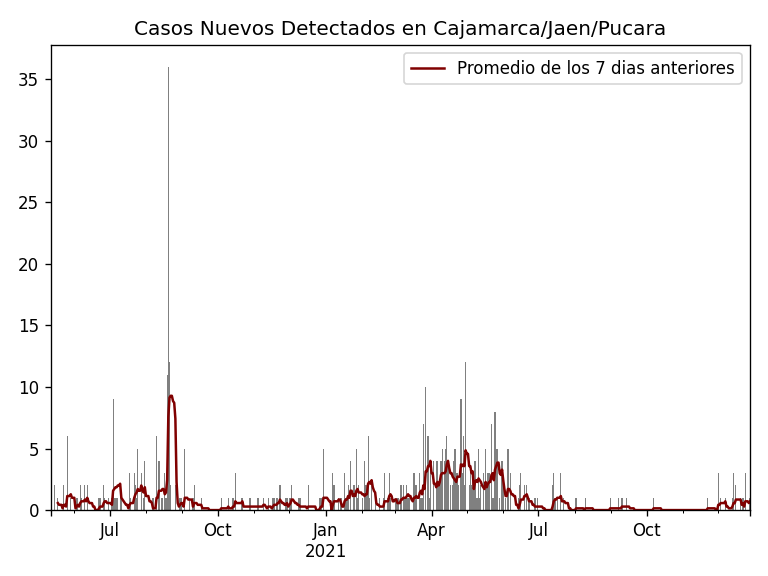 Casos Nuevos Detectados en Cajamarca/Jaen/Pucara
Promedio de los 7 dias anteriores
35
30
25
20
15
10
5
0
Jul
Oct
Jan
2021
Apr
Jul
Oct